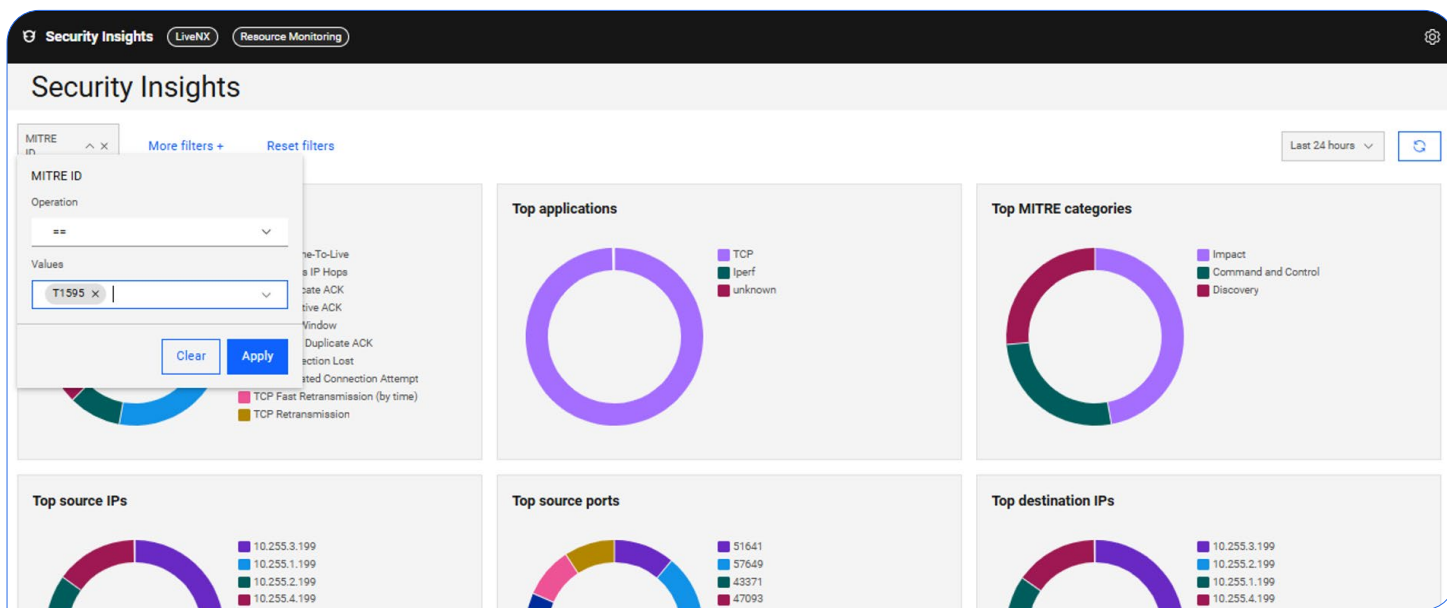 Security Insights LiveNX Resource Monitoring
Security Insights
MITRE
ID
More filters +
Reset filters
Last 24 hours
MITRE ID
Operation
==
Values
T1595 ×
Clear
Apply
ne-To-Live
s IP Hops
cate ACK
tive ACK
Window
Duplicate ACK
ection Lost
ated Connection Attempt
TCP Fast Retransmission (by time)
TCP Retransmission
Top applications
TCP
Iperf
unknown
Top MITRE categories
Impact
Command and Control
Discovery
Top source IPs
10.255.3.199
10.255.1.199
10.255.2.199
10.255.4.199
Top source ports
51641
57649
43371
47093
Top destination IPs
10.255.3.199
10.255.2.199
10.255.1.199
10.255.4.199